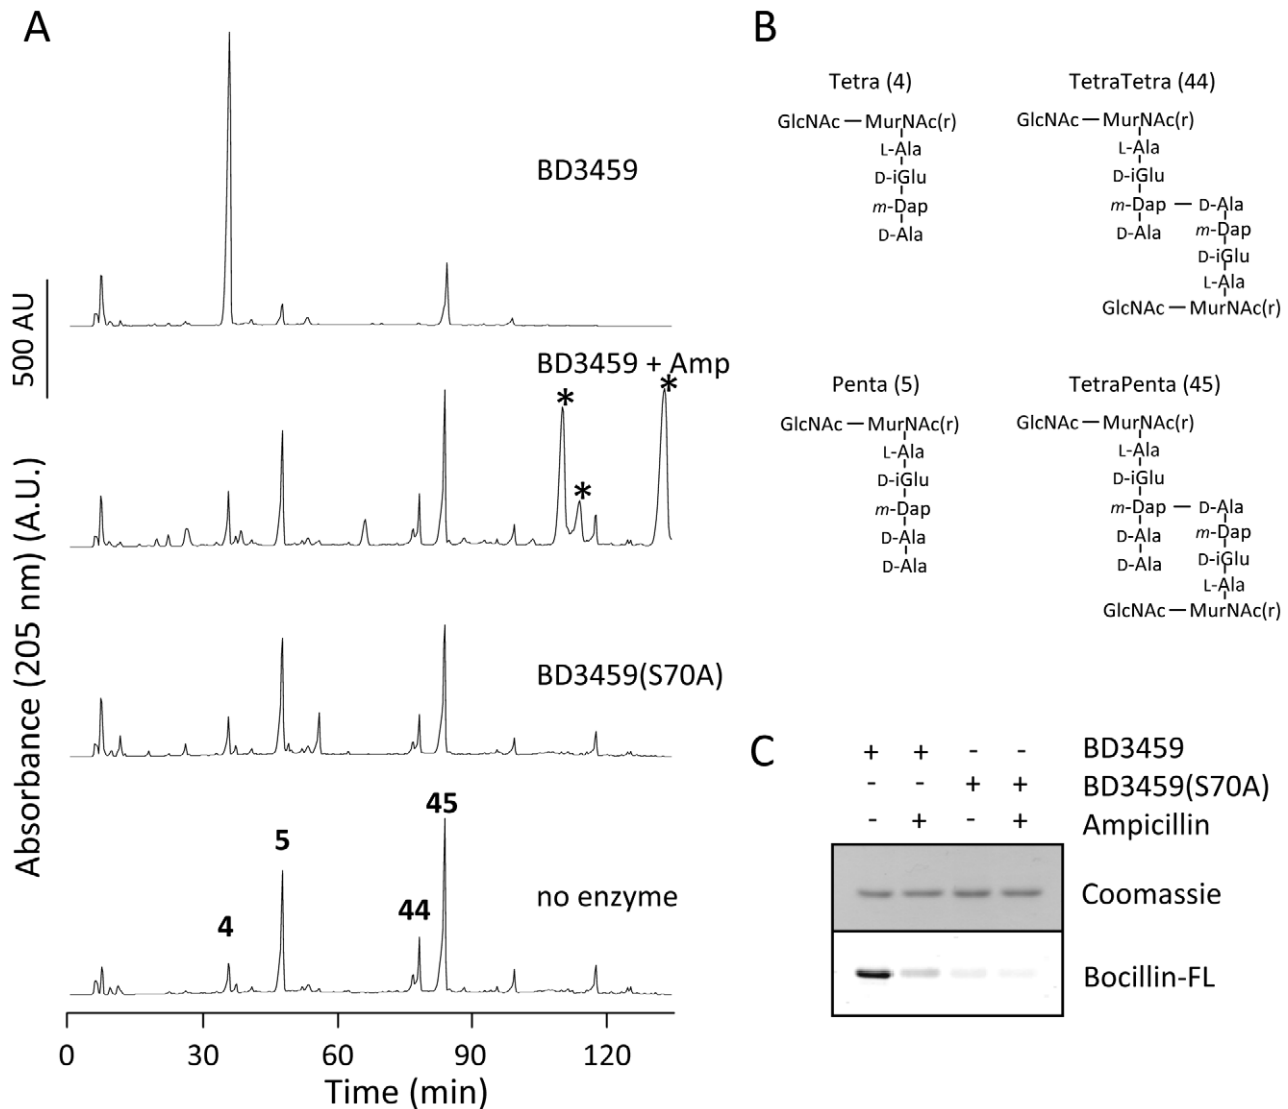 A
BD3459
500 AU
BD3459 + Amp
*
*
*
BD3459(S70A)
45
5
no enzyme
44
4
Absorbance (205 nm) (A.U.)
0 30 60 90 120
Time (min)
B
Tetra (4)
GlcNAc — MurNAc(r)
L-Ala
D-iGlu
m-Dap
D-Ala
TetraTetra (44)
GlcNAc — MurNAc(r)
L-Ala
D-iGlu
m-Dap — D-Ala
D-Ala m-Dap
D-iGlu
L-Ala
GlcNAc — MurNAc(r)
Penta (5)
GlcNAc — MurNAc(r)
L-Ala
D-iGlu
m-Dap
D-Ala
D-Ala
TetraPenta (45)
GlcNAc — MurNAc(r)
L-Ala
D-iGlu
m-Dap — D-Ala
D-Ala m-Dap
D-Ala D-iGlu
L-Ala
GlcNAc — MurNAc(r)
C
+ + - - BD3459
- - + + BD3459(S70A)
- + - + Ampicillin
Coomassie
Bocillin-FL